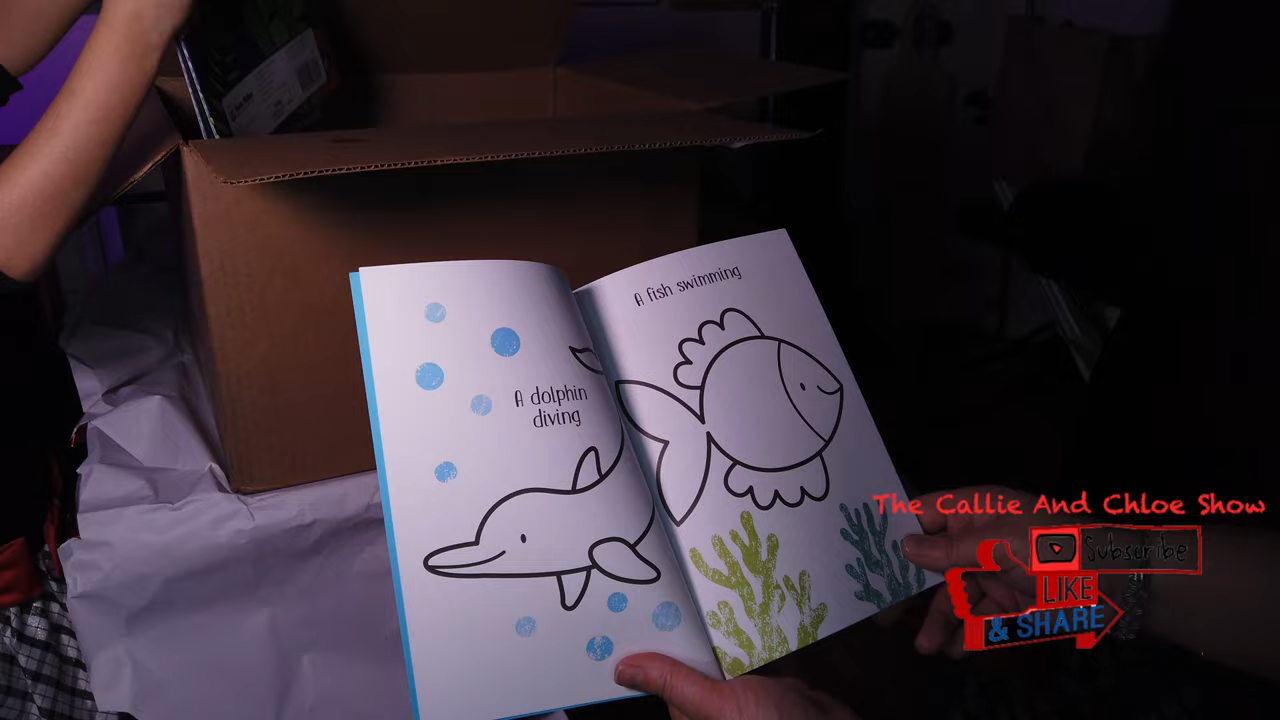 A fish swimming
A dolphin
diving
The Callie And Chloe Show
Subscribe
LIKE
& SHARE